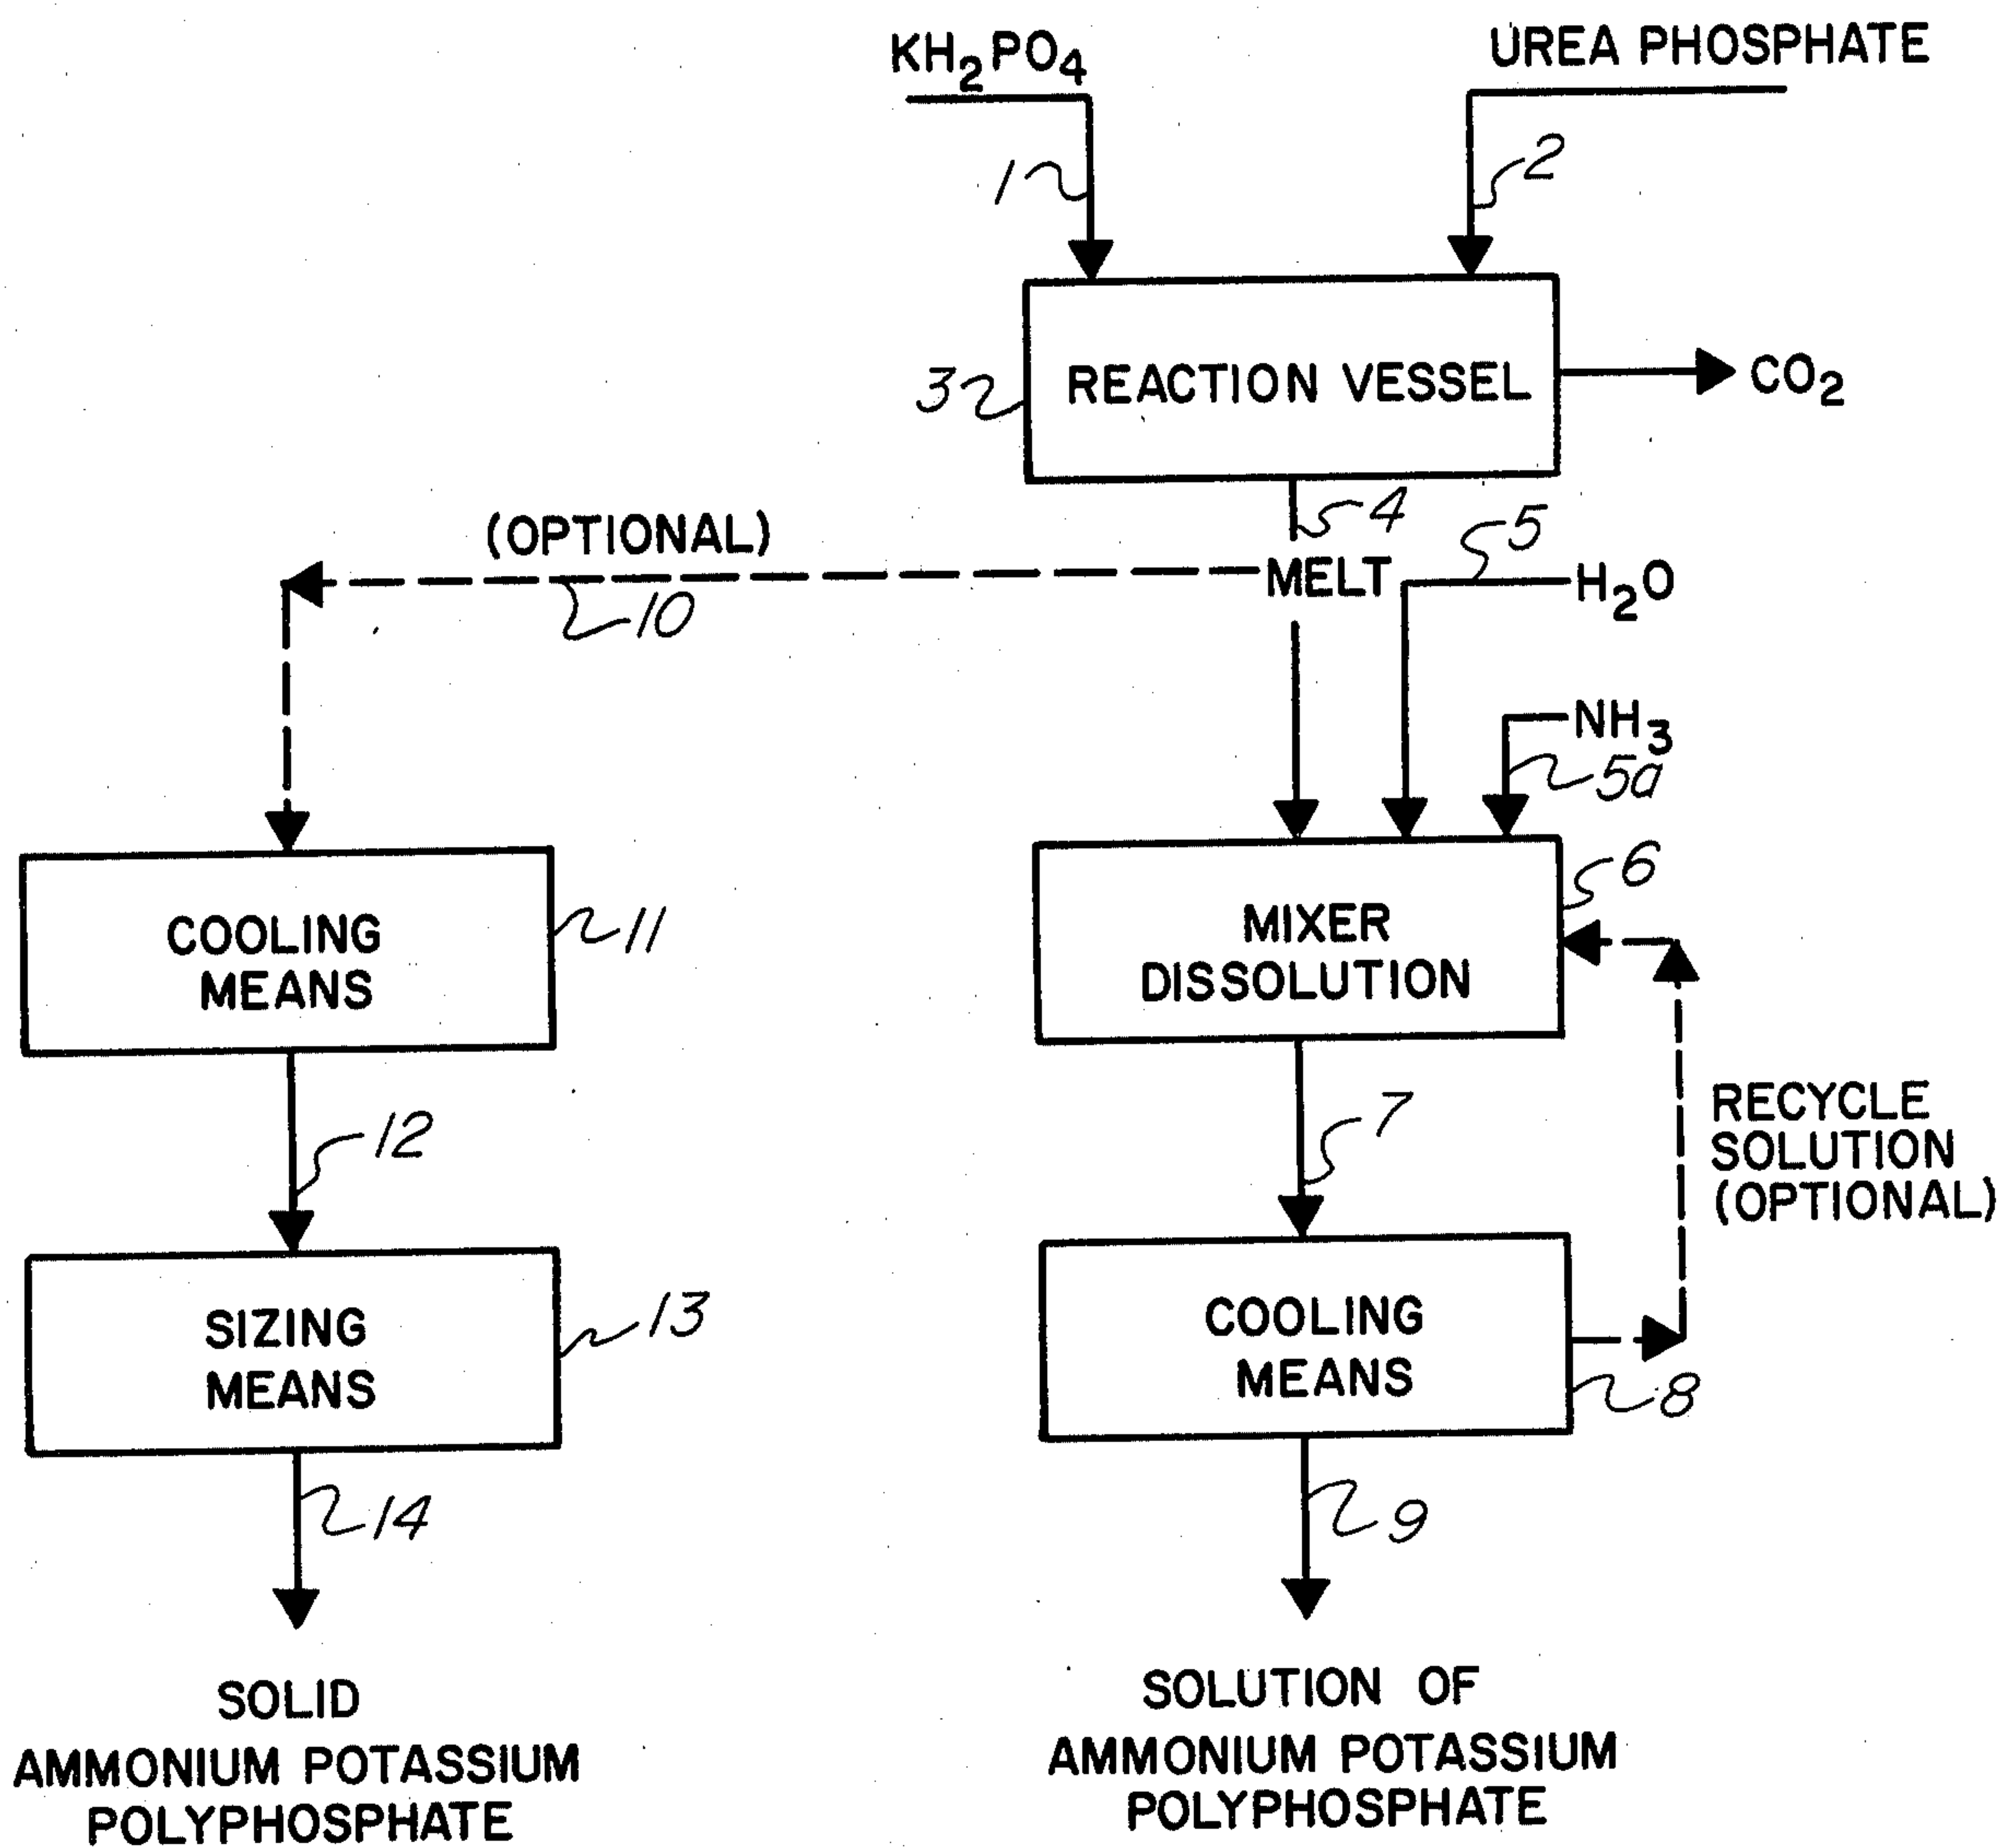 KH₂PO₄
UREA PHOSPHATE
1
2
3
REACTION VESSEL
CO₂
4
(OPTIONAL)
5
MELT
H₂O
10
NH₃
5a
6
COOLING
MEANS
11
MIXER
DISSOLUTION
12
7
RECYCLE
SOLUTION
(OPTIONAL)
SIZING
MEANS
13
COOLING
MEANS
8
14
9
SOLID
AMMONIUM POTASSIUM
POLYPHOSPHATE
SOLUTION OF
AMMONIUM POTASSIUM
POLYPHOSPHATE